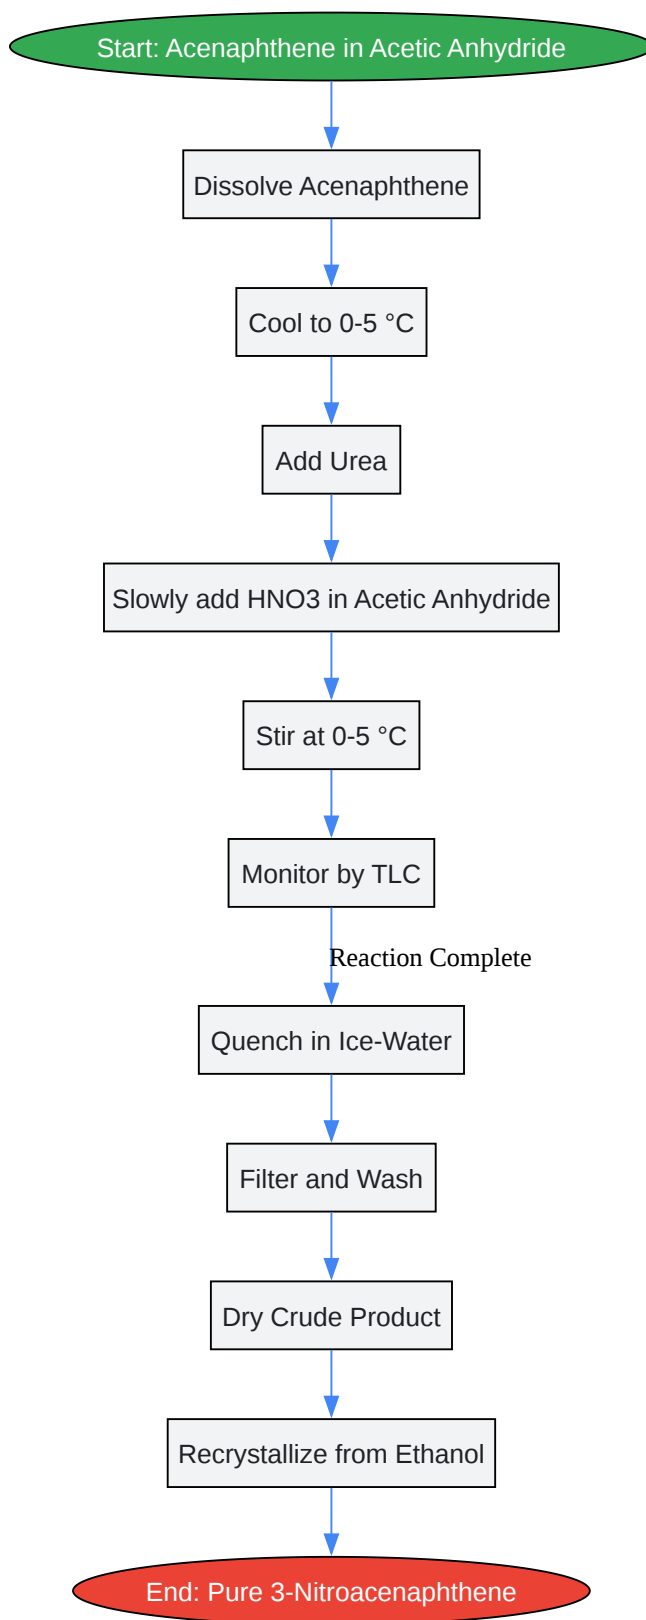 Start: Acenaphthene in Acetic Anhydride
Dissolve Acenaphthene
Cool to 0-5 °C
Add Urea
Slowly add HNO3 in Acetic Anhydride
Stir at 0-5 °C
Monitor by TLC
Reaction Complete
Quench in Ice-Water
Filter and Wash
Dry Crude Product
Recrystallize from Ethanol
End: Pure 3-Nitroacenaphthene